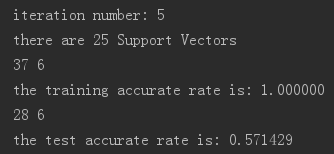 iteration number: 5
there are 25 Support Vectors
37 6
the training accurate rate is: 1.000000
28 6
the test accurate rate is: 0.571429